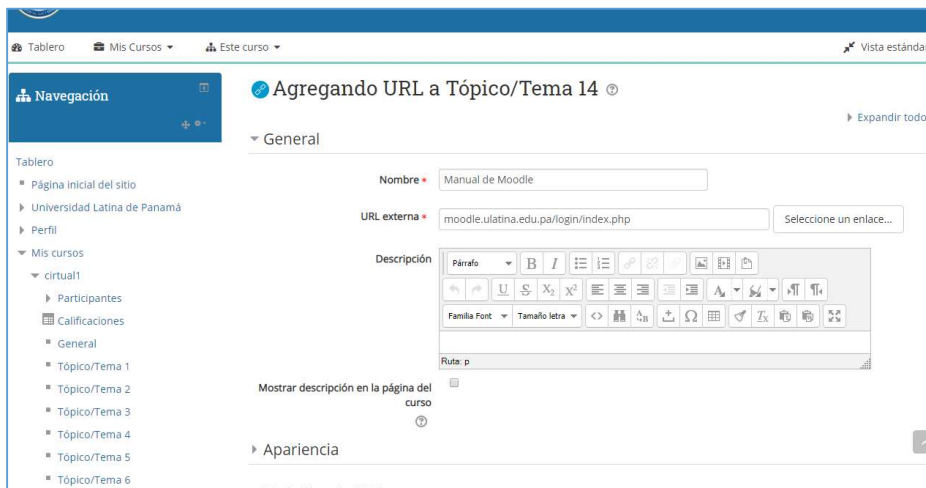 Tablero Mis Cursos Este curso Vista estándar
Navegación
Tablero
Página inicial del sitio
Universidad Latina de Panamá
Perfil
Mis cursos
cirtual1
Participantes
Calificaciones
General
Tópico/Tema 1
Tópico/Tema 2
Tópico/Tema 3
Tópico/Tema 4
Tópico/Tema 5
Tópico/Tema 6
Agregando URL a Tópico/Tema 14
Expandir todo
General
Nombre Manual de Moodle
URL externa moodle.ulatina.edu.pa/login/index.php Seleccione un enlace...
Descripción
Párrafo
Familia Font Tamaño letra
Ruta: p
Mostrar descripción en la página del
curso
Apariencia